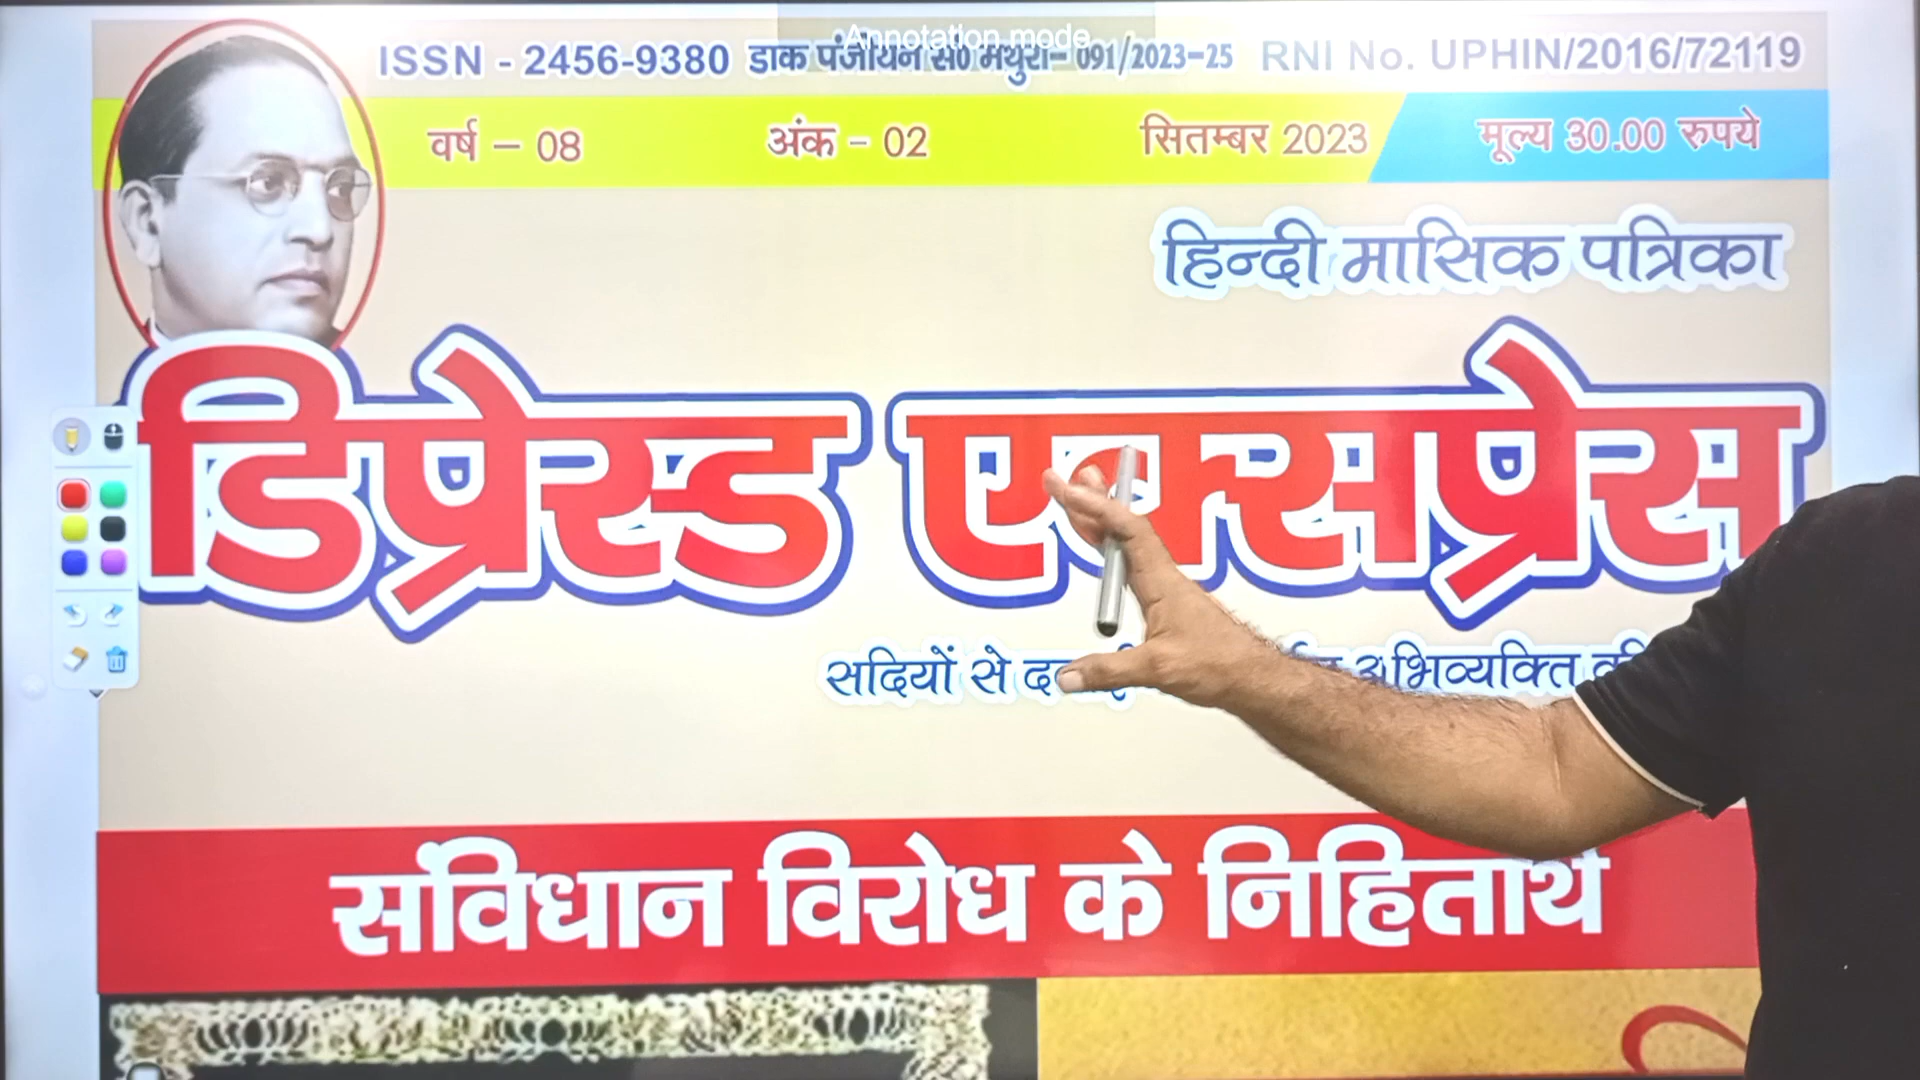 Annotation mode
ISSN - 2456-9380 डाक पंजीयन सं0 मथुरा- 091/2023-25 RNI No. UPHIN/2016/72119
वर्ष – 08 अंक - 02 सितम्बर 2023 मूल्य 30.00 रुपये
हिन्दी मासिक पत्रिका
डिप्रेस्ड एक्सप्रेस
सदियों से अभिव्यक्ति
संविधान विरोध के निहितार्थ